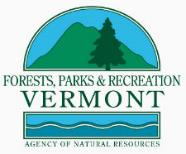 FORESTS, PARKS & RECREATION
VERMONT
AGENCY OF NATURAL RESOURCES